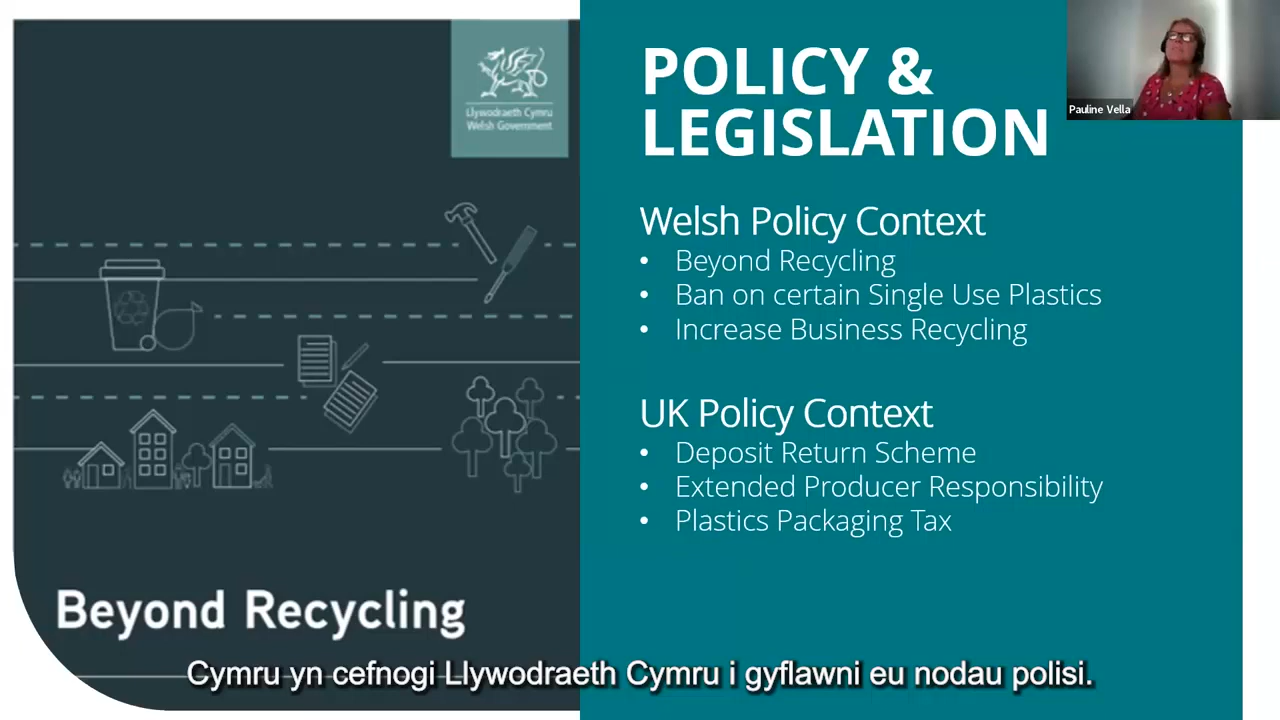 Llywodraeth Cymru
Welsh Government
Beyond Recycling
POLICY &
LEGISLATION
Pauline Vella
Welsh Policy Context
• Beyond Recycling
• Ban on certain Single Use Plastics
• Increase Business Recycling
UK Policy Context
• Deposit Return Scheme
• Extended Producer Responsibility
• Plastics Packaging Tax
Cymru yn cefnogi Llywodraeth Cymru i gyflawni eu nodau polisi.